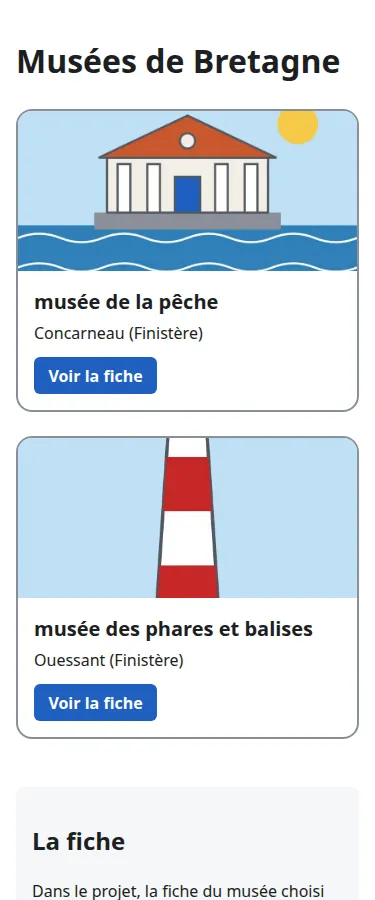 Musées de Bretagne
musée de la pêche
Concarneau (Finistère)
Voir la fiche
musée des phares et balises
Ouessant (Finistère)
Voir la fiche
La fiche
Dans le projet, la fiche du musée choisi